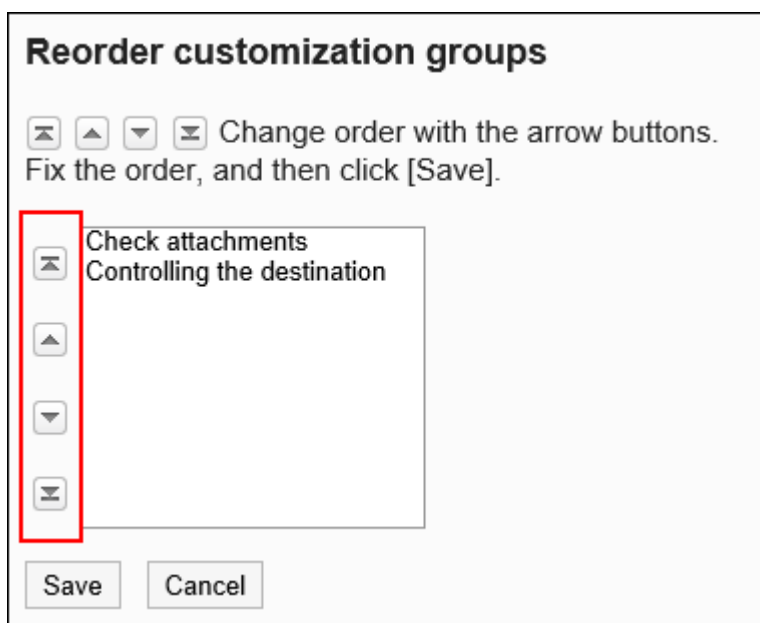 Reorder customization groups
Change order with the arrow buttons.
Fix the order, and then click [Save].
Check attachments
Controlling the destination
Save
Cancel